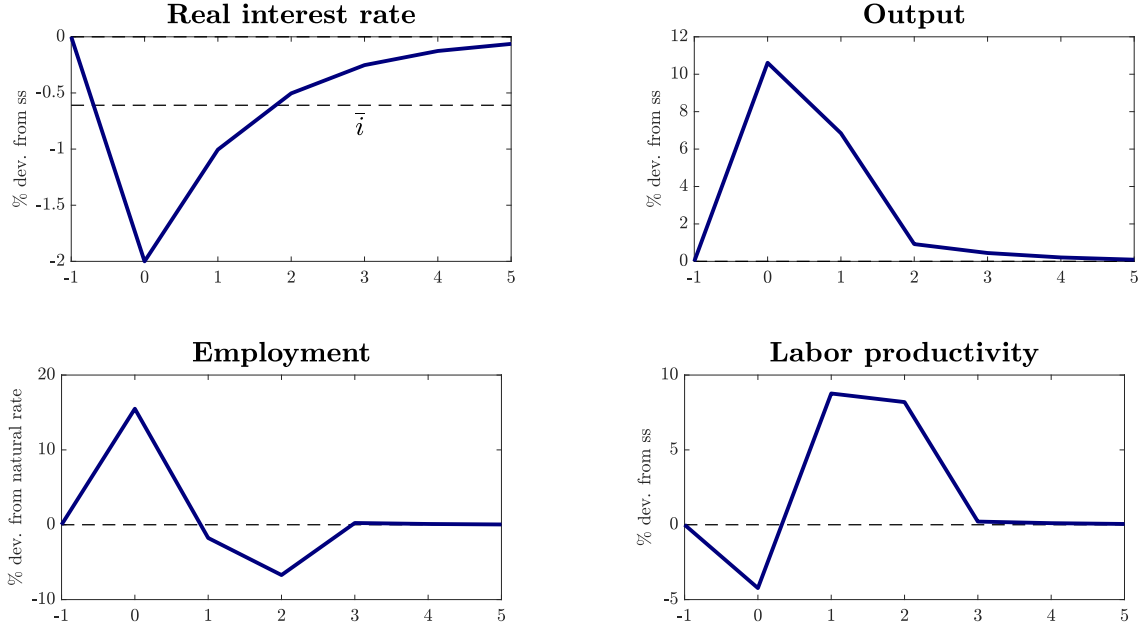 Real interest rate
% dev. from ss
0
-0.5
-1
-1.5
-2
i̅
-1 0 1 2 3 4 5
Output
% dev. from ss
12
10
8
6
4
2
0
-1 0 1 2 3 4 5
Employment
% dev. from natural rate
20
10
0
-10
-1 0 1 2 3 4 5
Labor productivity
% dev. from ss
10
5
0
-5
-1 0 1 2 3 4 5